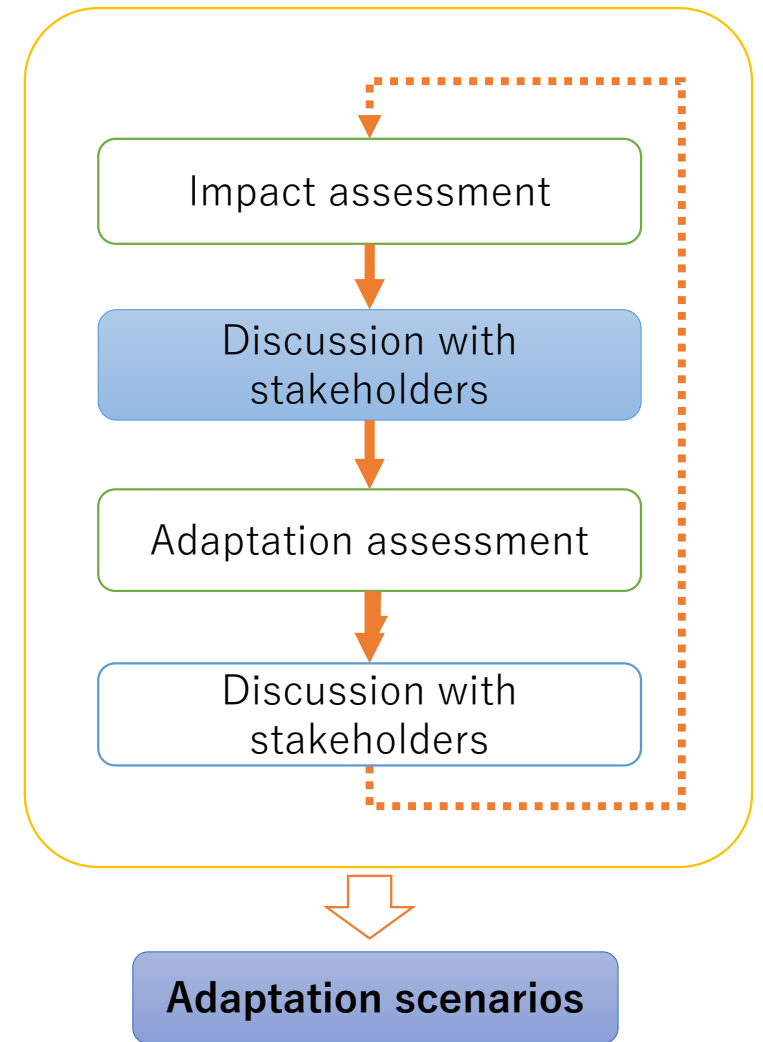 Impact assessment
Discussion with
stakeholders
Adaptation assessment
Discussion with
stakeholders
Adaptation scenarios